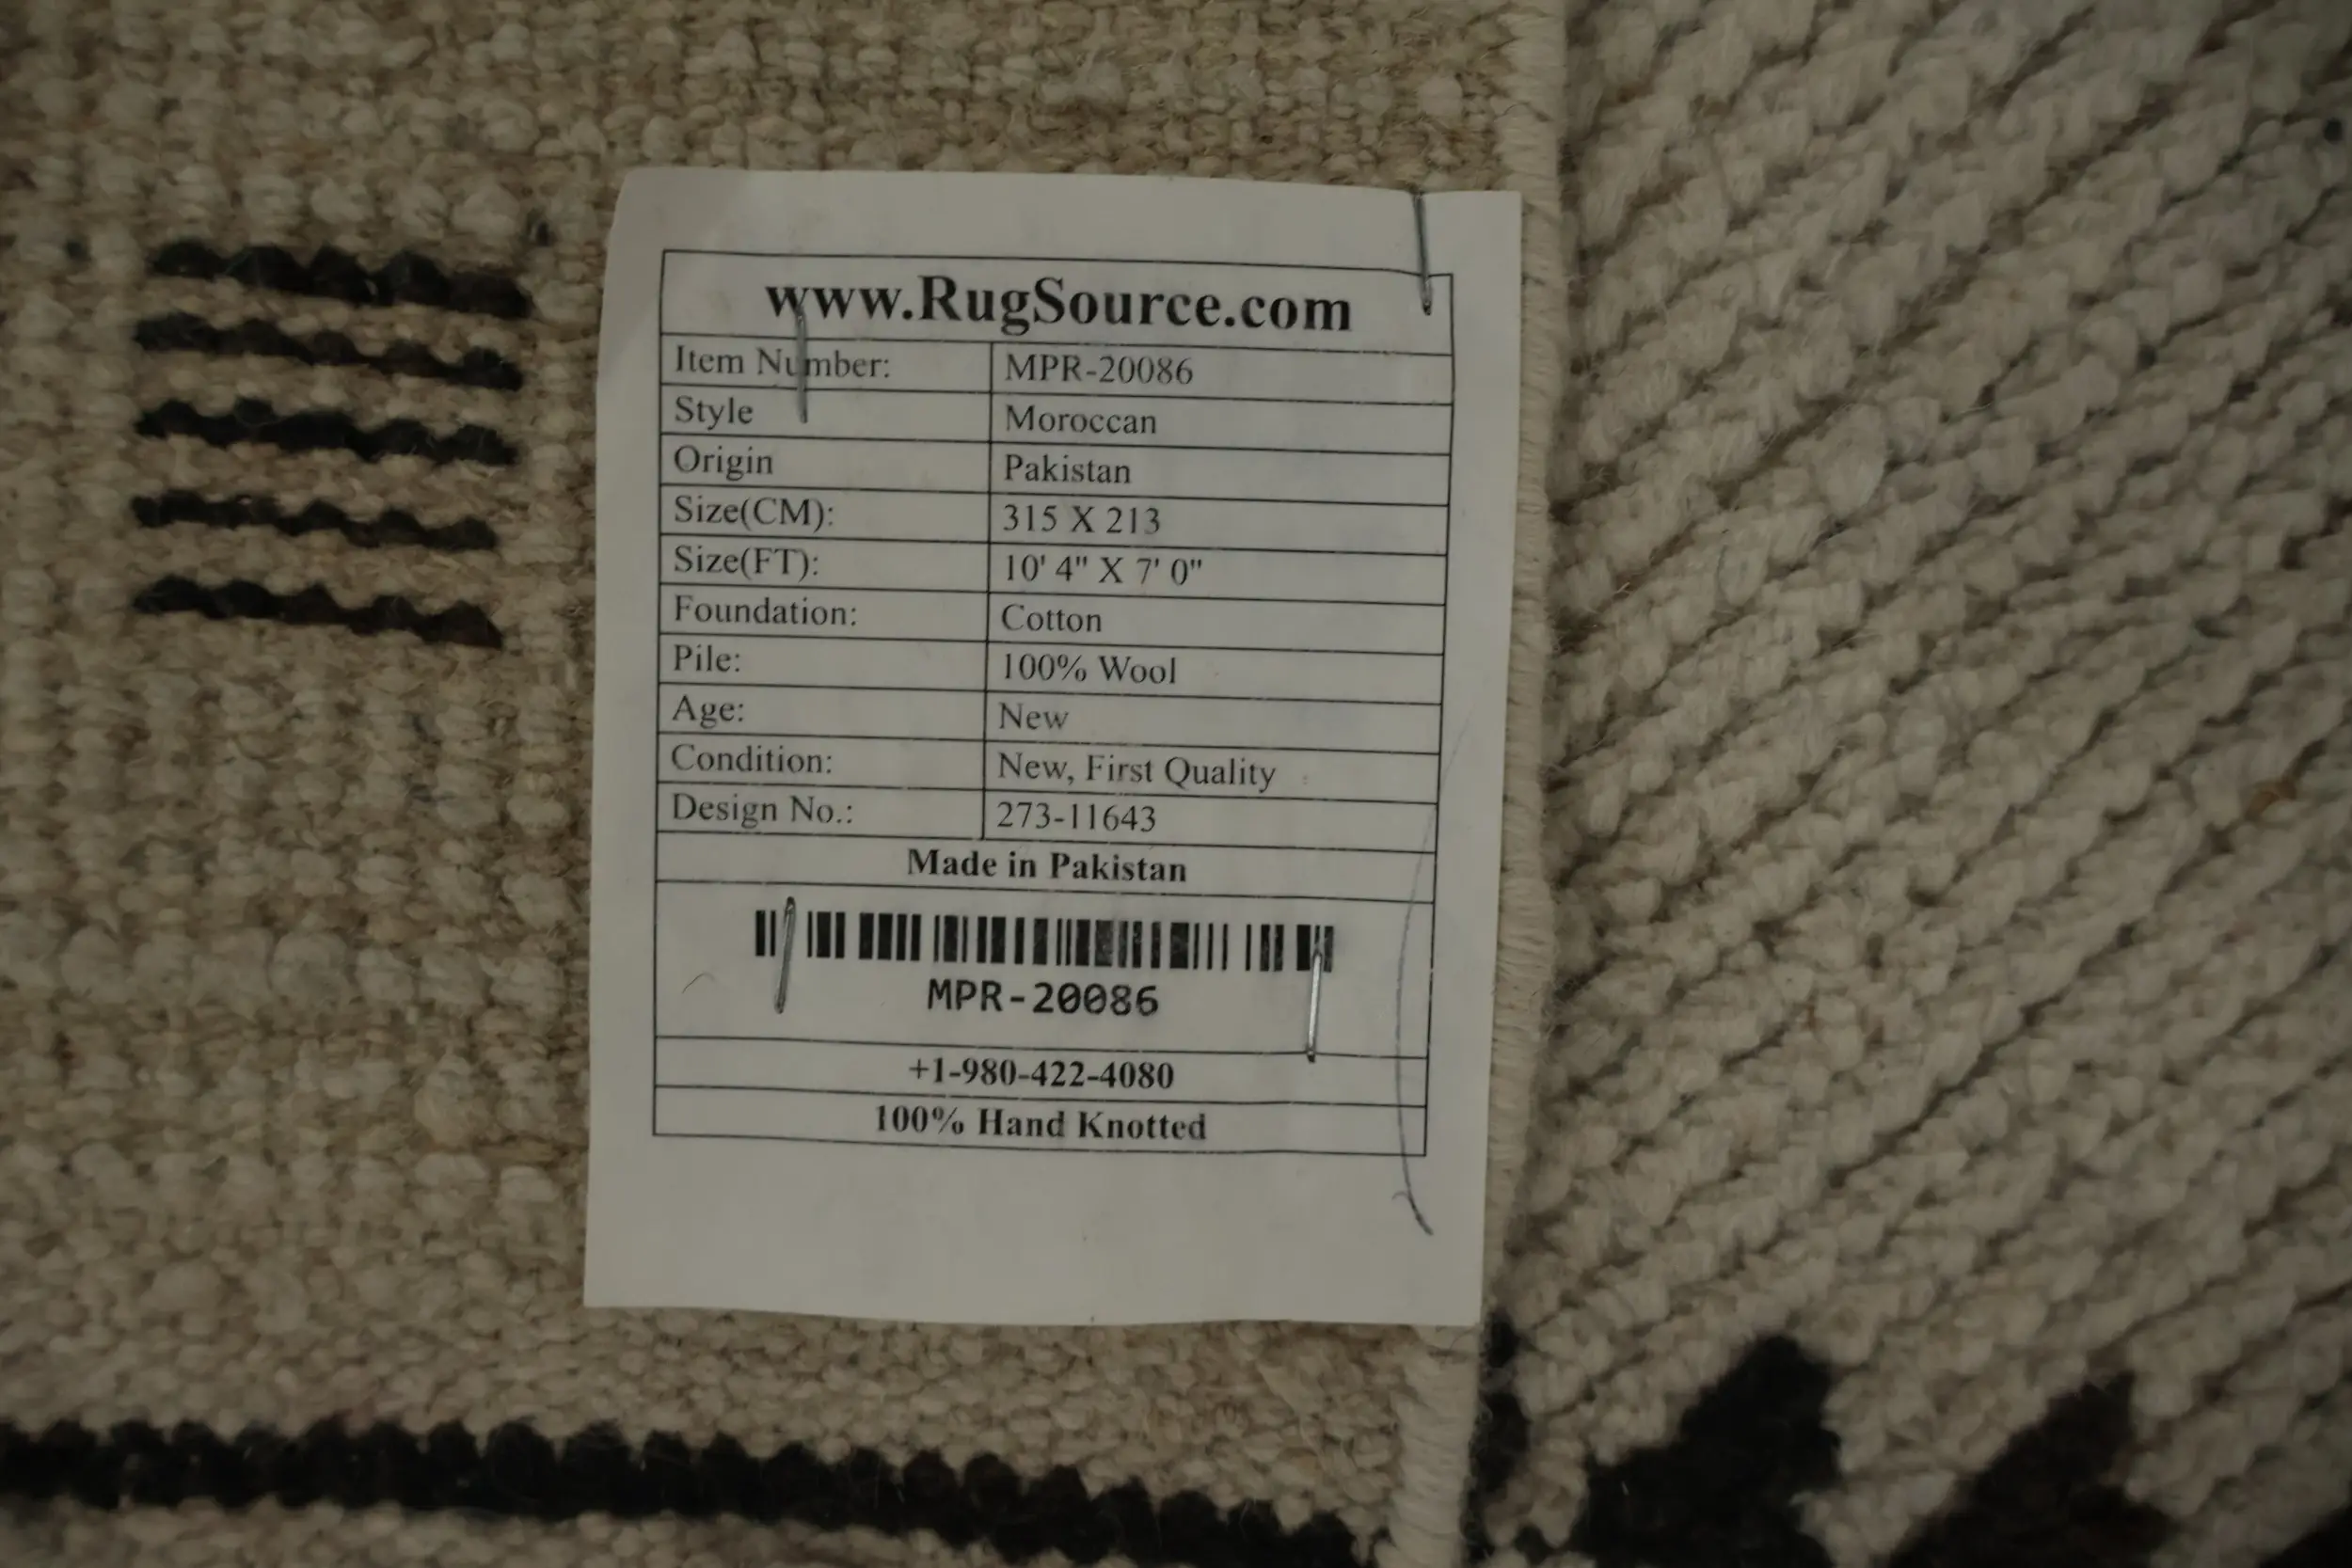 www.RugSource.com
Item Number: MPR-20086
Style Moroccan
Origin Pakistan
Size(CM): 315 X 213
Size(FT): 10' 4" X 7' 0"
Foundation: Cotton
Pile: 100% Wool
Age: New
Condition: New, First Quality
Design No.: 273-11643
Made in Pakistan
MPR-20086
+1-980-422-4080
100% Hand Knotted